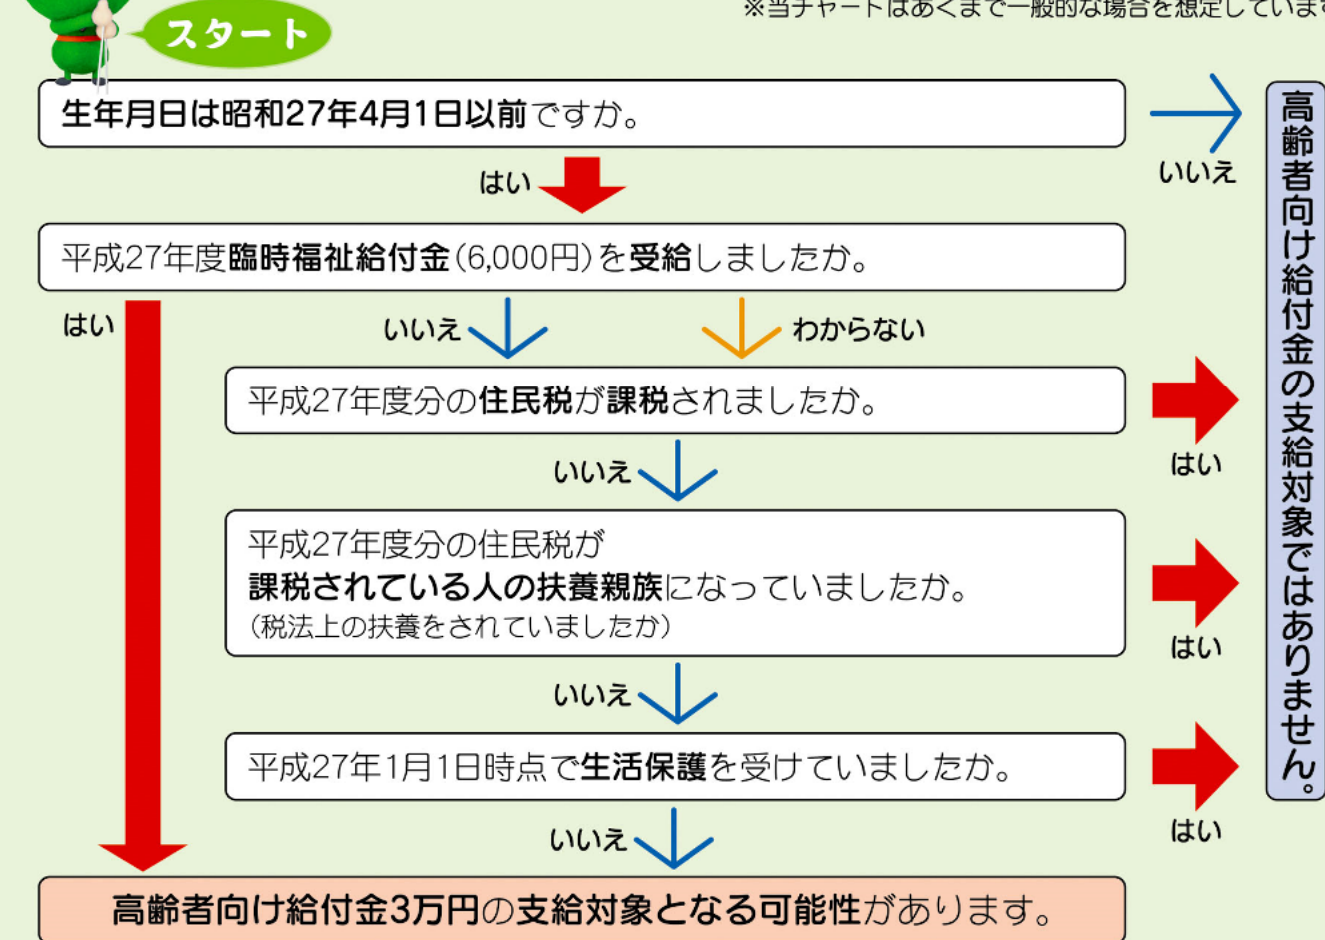 ※当チャートはあくまで一般的な場合を想定しています
スタート
生年月日は昭和27年4月1日以前ですか。
いいえ
はい
平成27年度臨時福祉給付金(6,000円)を受給しましたか。
はい
いいえ
わからない
平成27年度分の住民税が課税されましたか。
はい
いいえ
平成27年度分の住民税が
課税されている人の扶養親族になっていましたか。
(税法上の扶養をされていましたか)
はい
いいえ
平成27年1月1日時点で生活保護を受けていましたか。
はい
いいえ
高齢者向け給付金3万円の支給対象となる可能性があります。
高齢者向け給付金の支給対象ではありません。